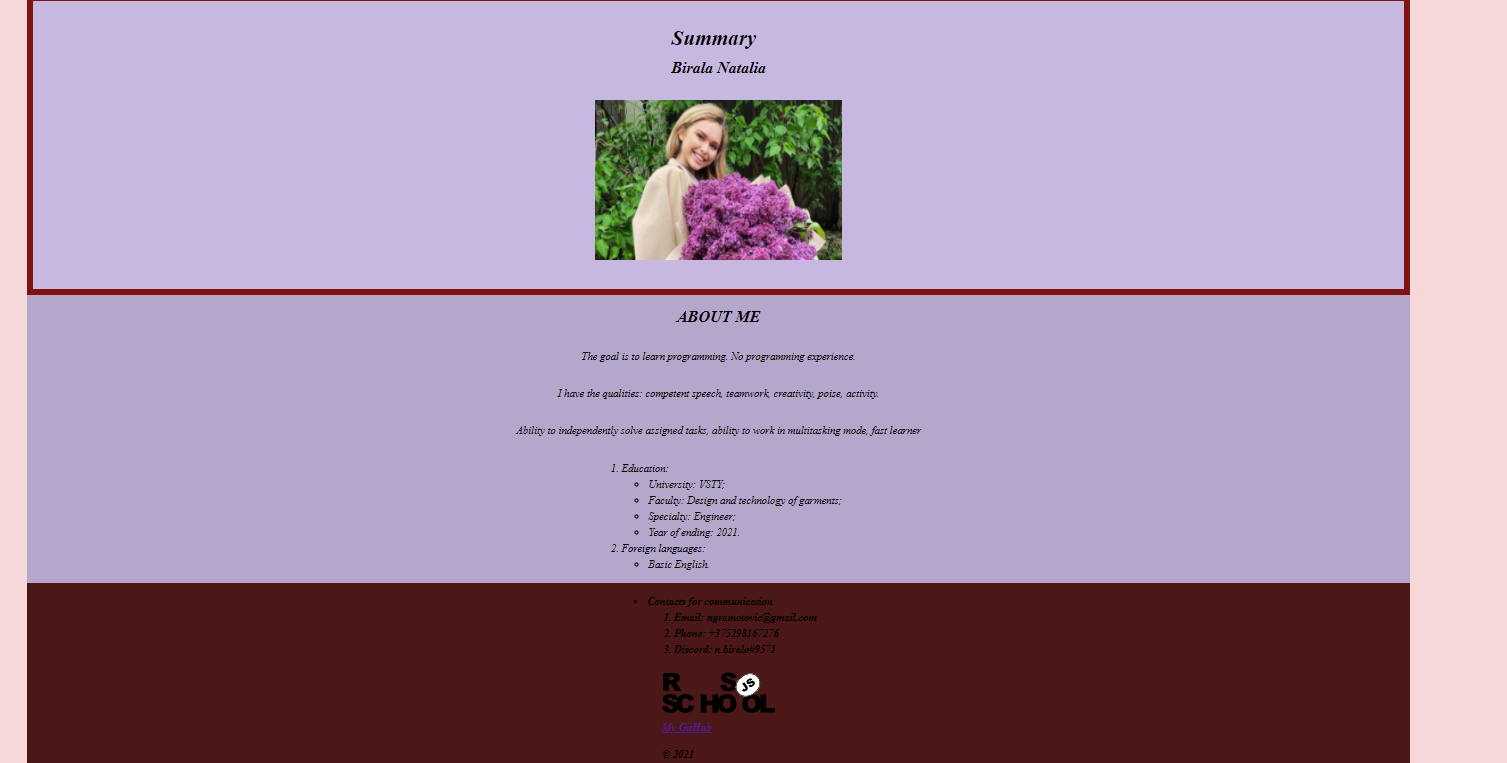 Summary
Birala Natalia
ABOUT ME
The goal is to learn programming. No programming experience.
I have the qualities: competent speech, teamwork, creativity, poise, activity.
Ability to independently solve assigned tasks, ability to work in multitasking mode, fast learner
1. Education:
University: VSTY;
Faculty: Design and technology of garments;
Specialty: Engineer;
Year of ending: 2021.
2. Foreign languages:
Basic English.
Contacts for communication
1. Email: ngramotovic@gmail.com
2. Phone: +375298167276
3. Discord: n.birala#9571
R S JS
SCHOOL
My GitHub
© 2021